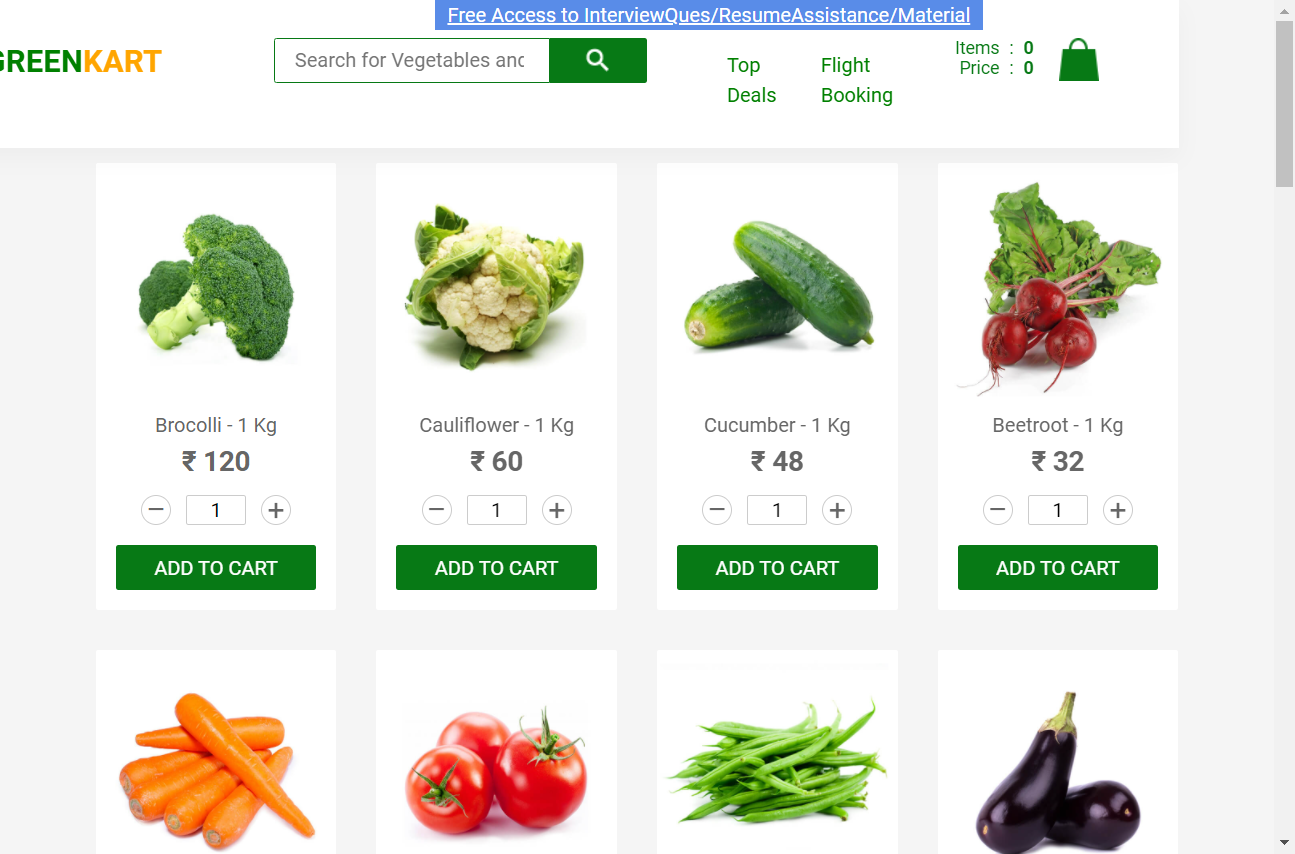 Free Access to InterviewQues/ResumeAssistance/Material
GREENKART
Search for Vegetables and
Top
Deals
Flight
Booking
Items : 0
Price : 0
Brocolli - 1 Kg
₹ 120
− 1 +
ADD TO CART
Cauliflower - 1 Kg
₹ 60
− 1 +
ADD TO CART
Cucumber - 1 Kg
₹ 48
− 1 +
ADD TO CART
Beetroot - 1 Kg
₹ 32
− 1 +
ADD TO CART